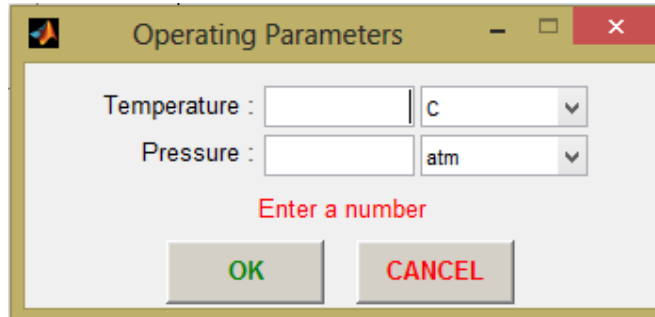 Operating Parameters
Temperature : C
Pressure : atm
Enter a number
OK CANCEL